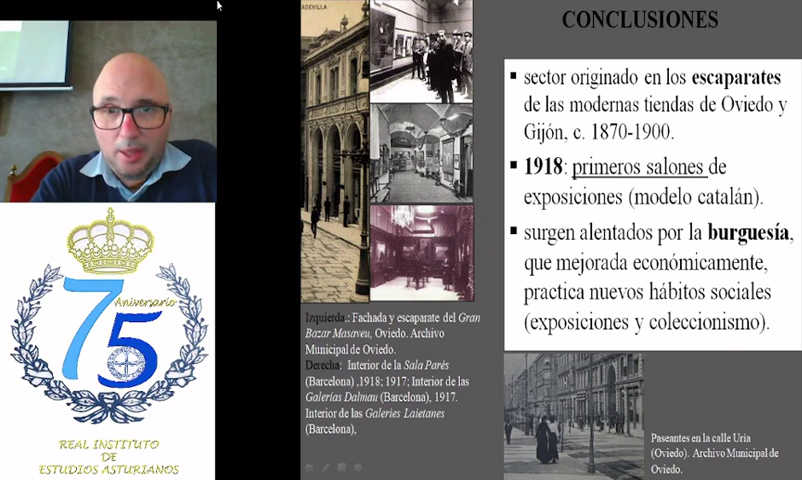 75
Aniversario
REAL INSTITUTO
DE
ESTUDIOS ASTURIANOS
ADEVILLA
Izquierda.: Fachada y escaparate del Gran
Bazar Masaveu, Oviedo. Archivo
Municipal de Oviedo.
Derecha: Interior de la Sala Parés
(Barcelona) ,1918; 1917; Interior de las
Galerías Dalmau (Barcelona). 1917.
Interior de las Galeries Laietanes
(Barcelona),
CONCLUSIONES
▪ sector originado en los escaparates
de las modernas tiendas de Oviedo y
Gijón, c. 1870-1900.
▪ 1918: primeros salones de
exposiciones (modelo catalán).
▪ surgen alentados por la burguesía,
que mejorada económicamente,
practica nuevos hábitos sociales
(exposiciones y coleccionismo).
Paseantes en la calle Uría
(Oviedo). Archivo Municipal de
Oviedo.